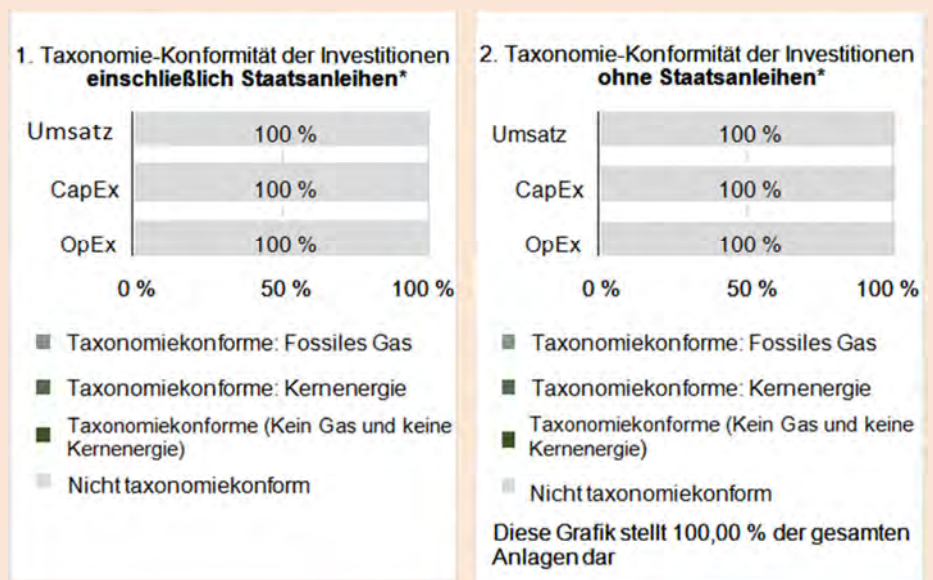 1. Taxonomie-Konformität der Investitionen
einschließlich Staatsanleihen*
Umsatz
100 %
CapEx
100 %
OpEx
100 %
0 %
50 %
100 %
Taxonomiekonforme: Fossiles Gas
Taxonomiekonforme: Kernenergie
Taxonomiekonforme (Kein Gas und keine
Kernenergie)
Nicht taxonomiekonform
2. Taxonomie-Konformität der Investitionen
ohne Staatsanleihen*
Umsatz
100 %
CapEx
100 %
OpEx
100 %
0 %
50 %
100 %
Taxonomiekonforme: Fossiles Gas
Taxonomiekonforme: Kernenergie
Taxonomiekonforme (Kein Gas und keine
Kernenergie)
Nicht taxonomiekonform
Diese Grafik stellt 100,00 % der gesamten
Anlagen dar